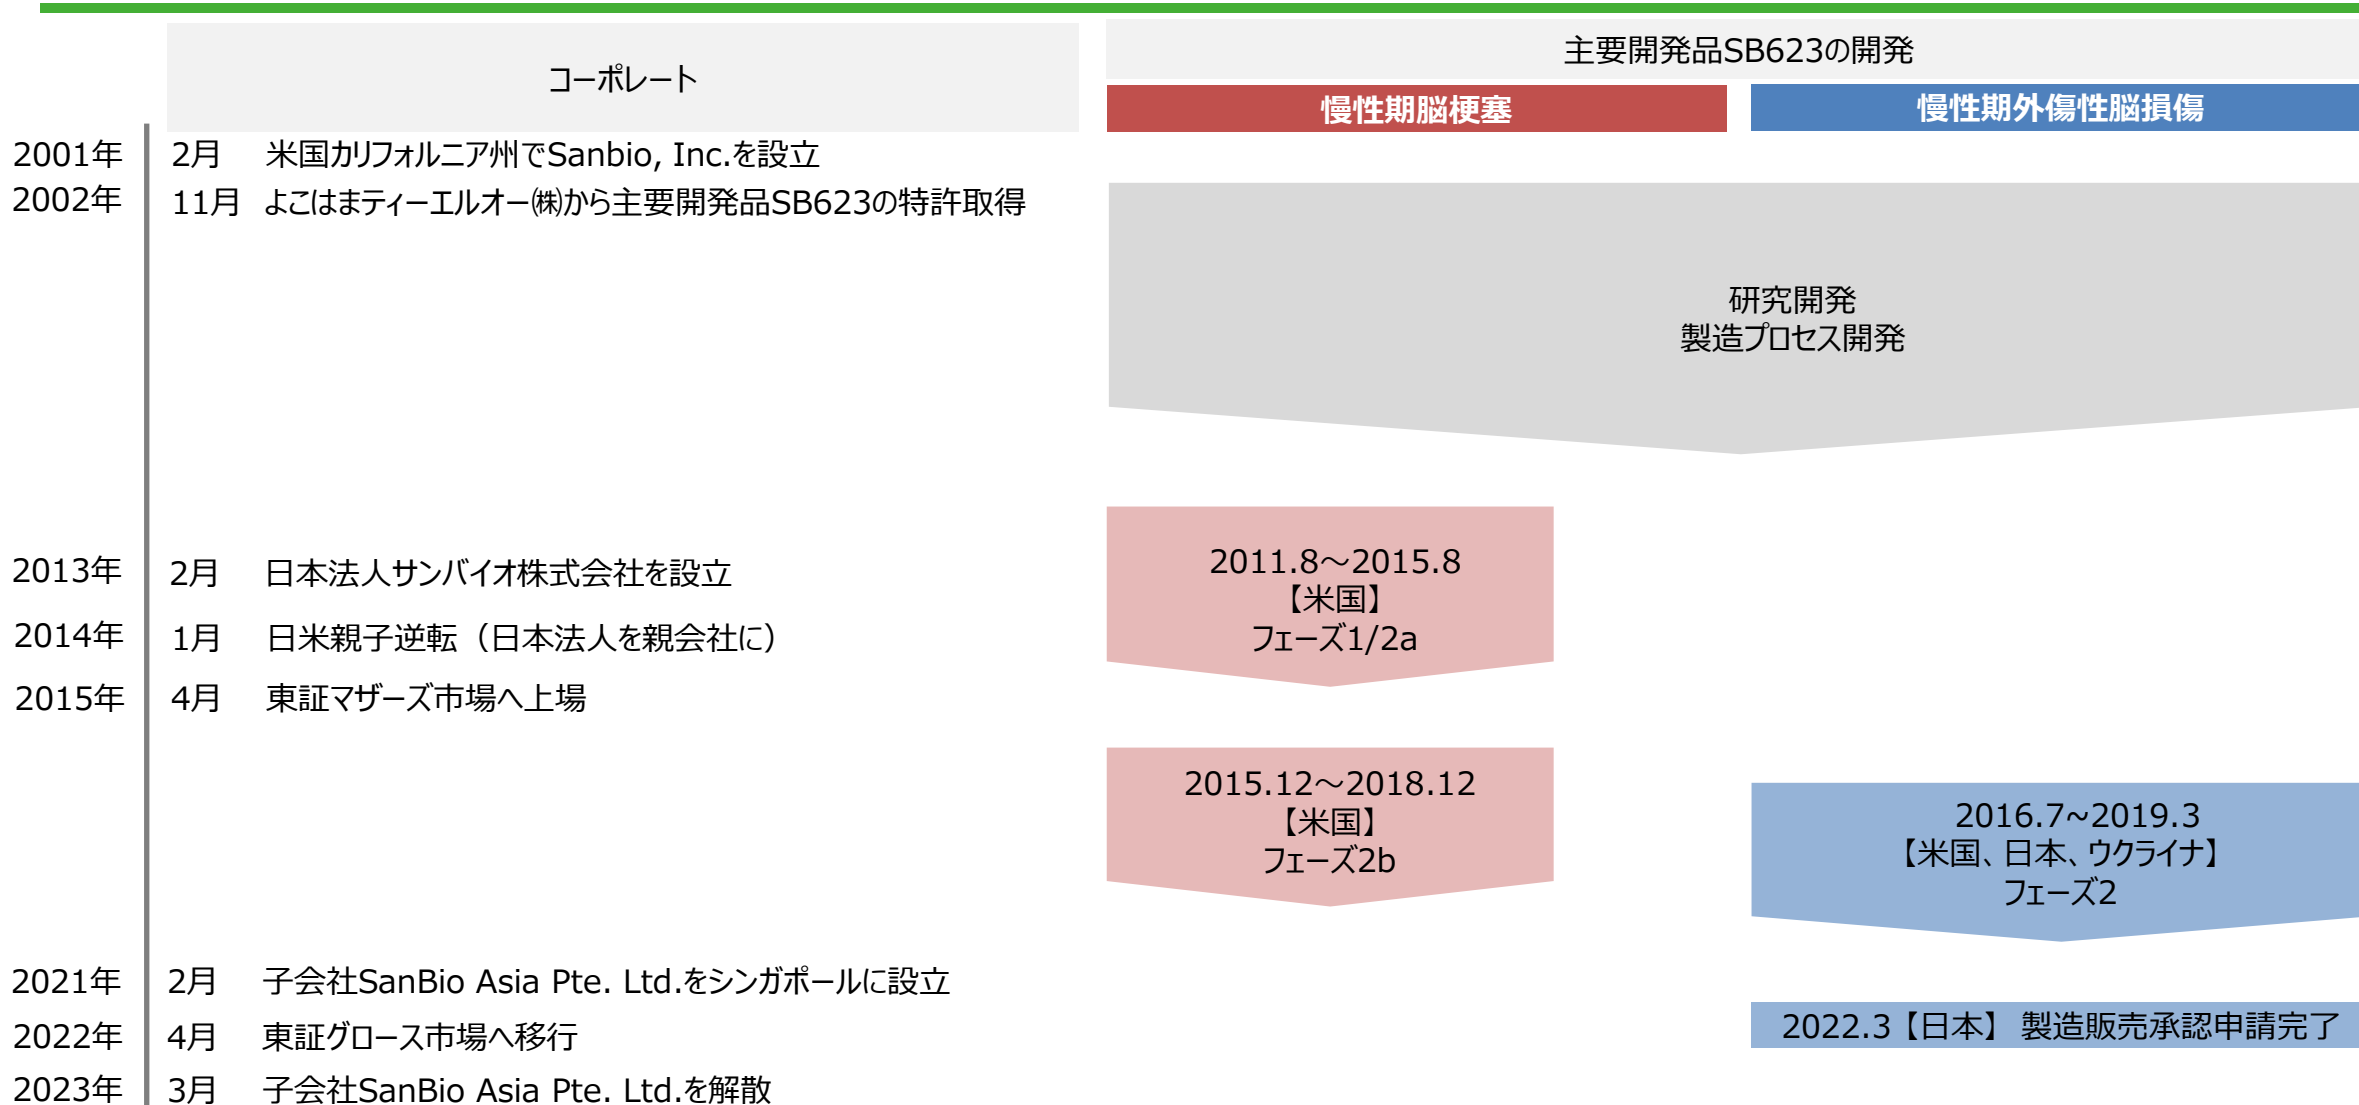 コーポレート
主要開発品SB623の開発
慢性期脳梗塞
慢性期外傷性脳損傷
2001年 2月 米国カリフォルニア州でSanbio, Inc.を設立
2002年 11月 よこはまティーエルオー㈱から主要開発品SB623の特許取得
研究開発
製造プロセス開発
2013年 2月 日本法人サンバイオ株式会社を設立
2014年 1月 日米親子逆転（日本法人を親会社に）
2015年 4月 東証マザーズ市場へ上場
2011.8～2015.8
【米国】
フェーズ1/2a
2015.12～2018.12
【米国】
フェーズ2b
2016.7~2019.3
【米国、日本、ウクライナ】
フェーズ2
2021年 2月 子会社SanBio Asia Pte. Ltd.をシンガポールに設立
2022年 4月 東証グロース市場へ移行
2022.3【日本】 製造販売承認申請完了
2023年 3月 子会社SanBio Asia Pte. Ltd.を解散